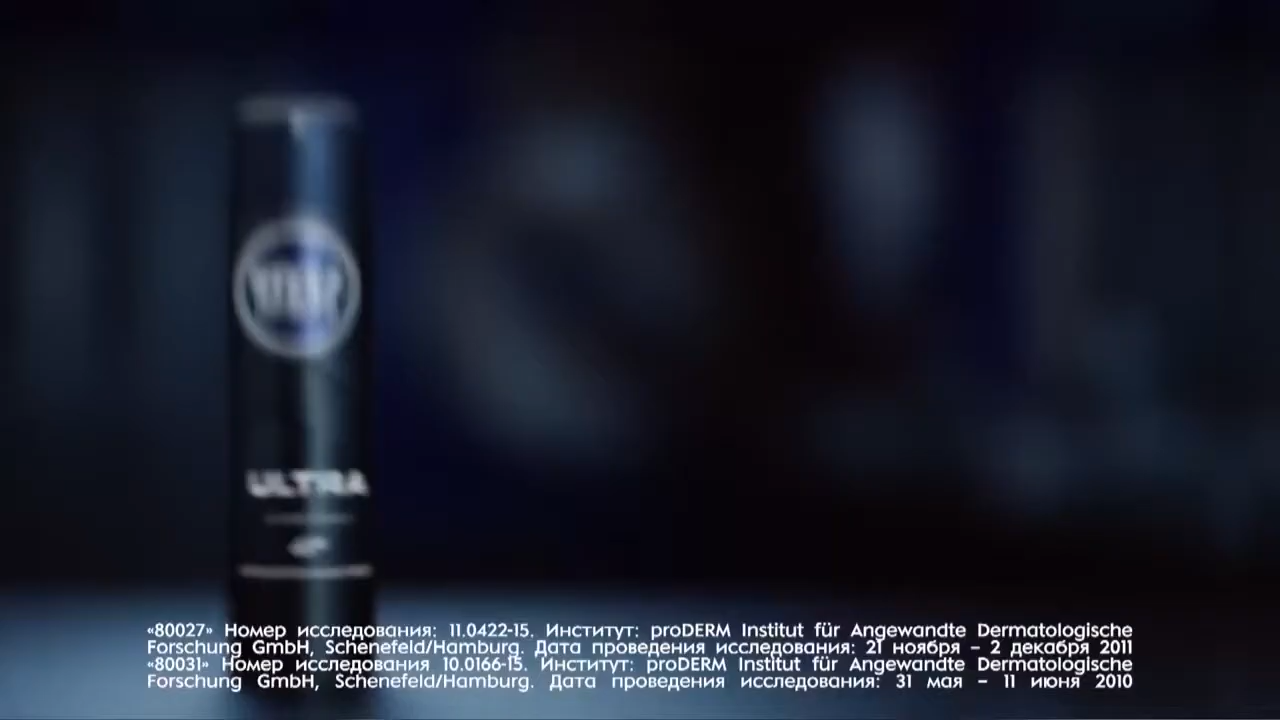 ULTRA
«80027» Номер исследования: 11.0422-15. Институт: proDERM Institut für Angewandte Dermatologische
Forschung GmbH, Schenefeld/Hamburg. Дата проведения исследования: 21 ноября – 2 декабря 2011
«80031» Номер исследования 10.0166-15. Институт: proDERM Institut für Angewandte Dermatologische
Forschung GmbH, Schenefeld/Hamburg. Дата проведения исследования: 31 мая – 11 июня 2010